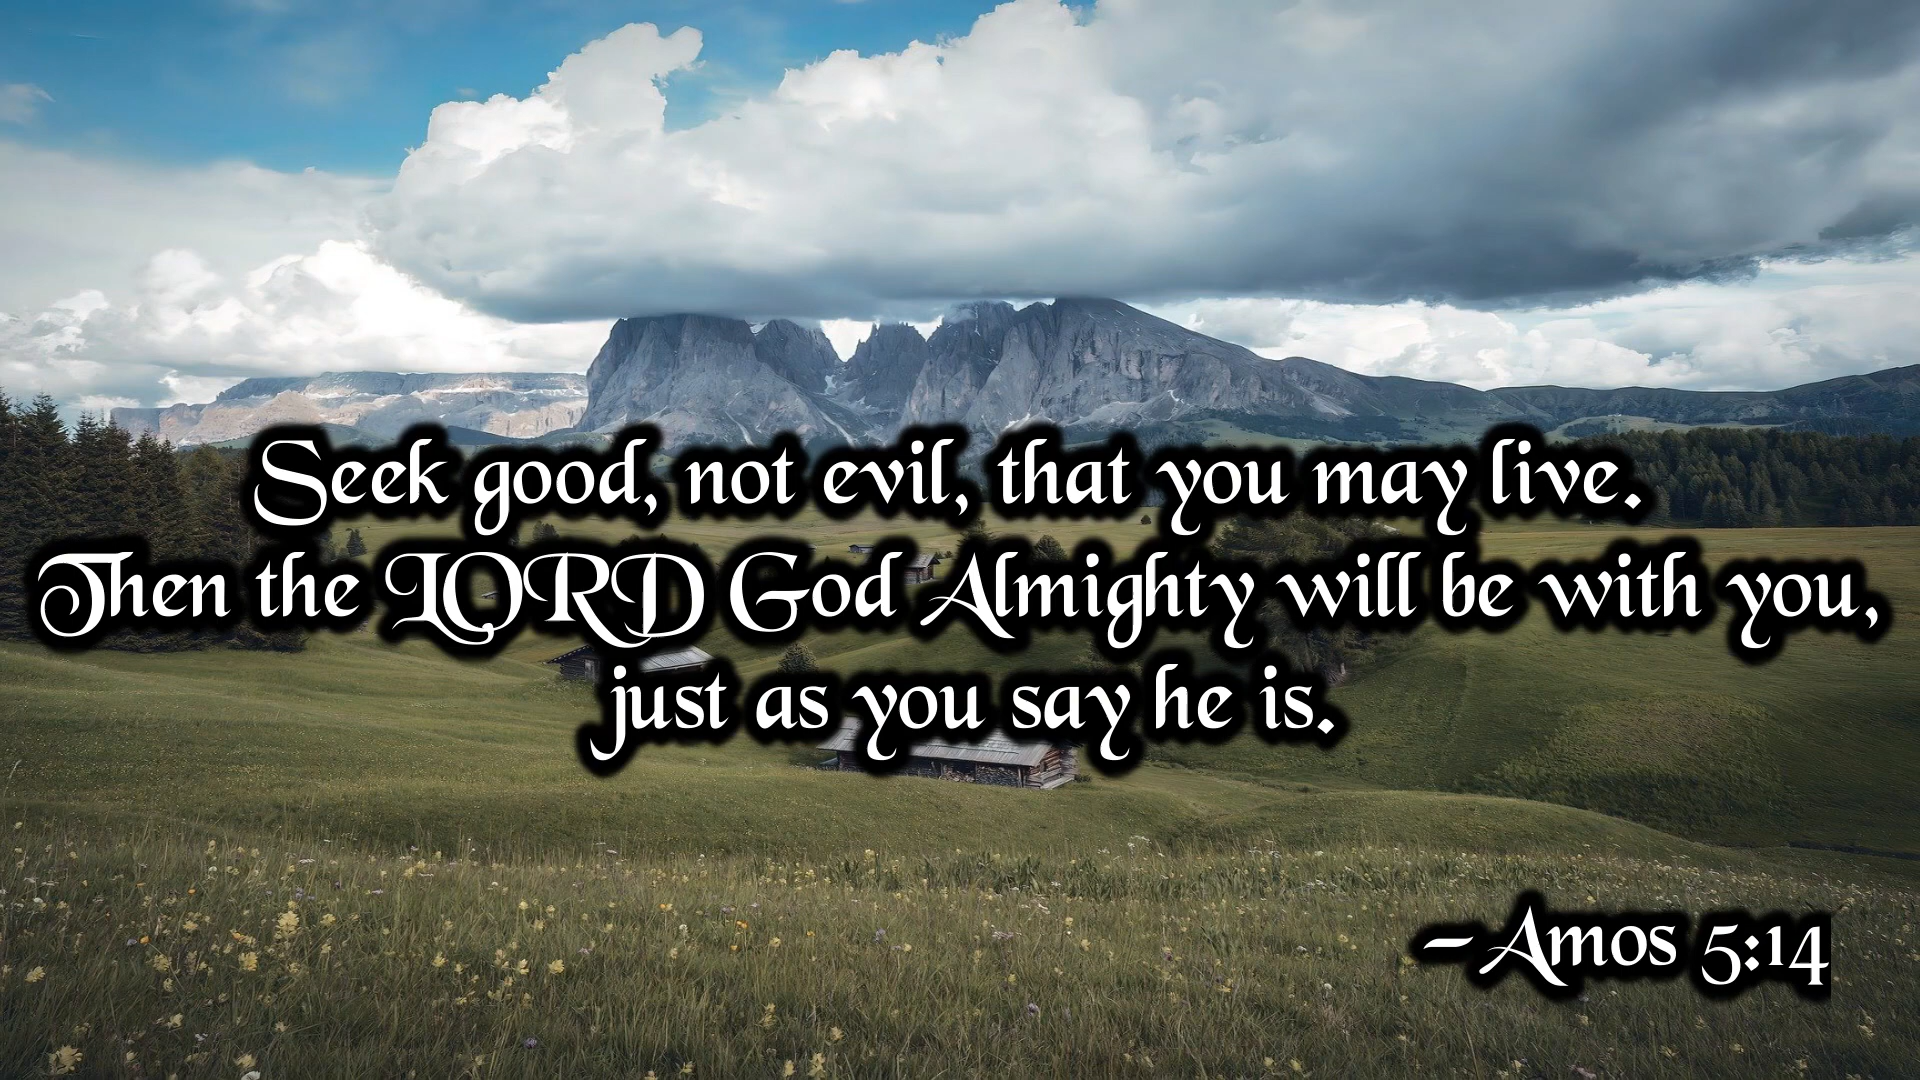 Seek good, not evil, that you may live.
Then the LORD God Almighty will be with you,
just as you say he is.
-Amos 5:14